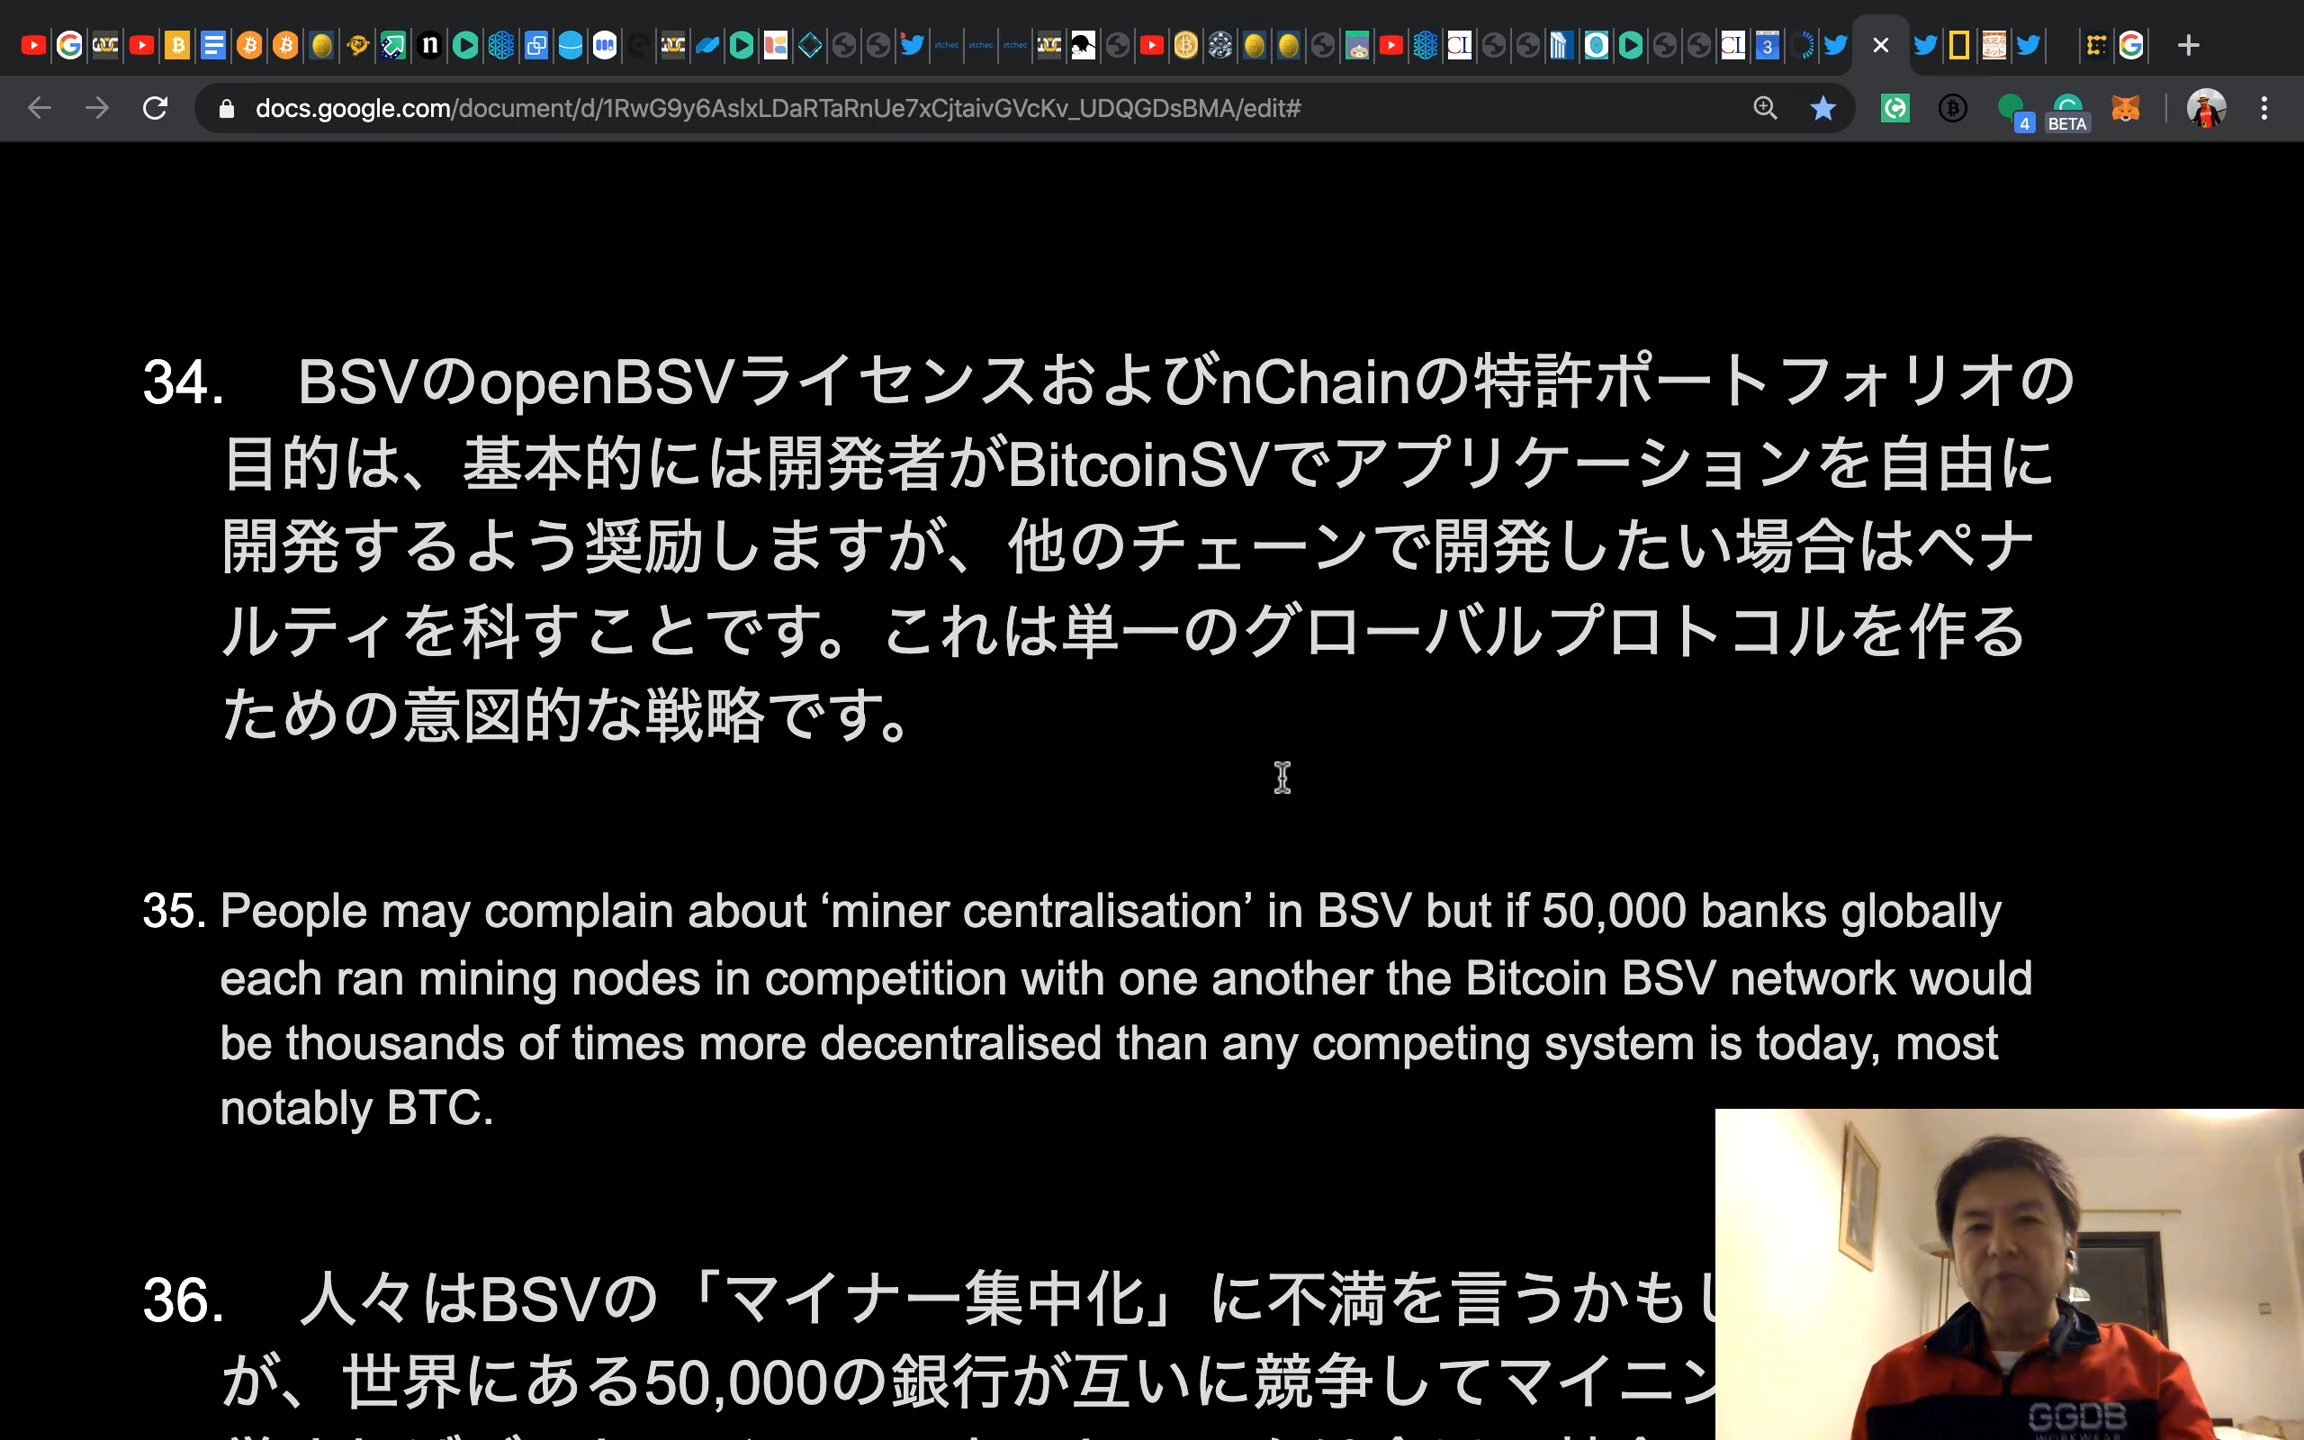 docs.google.com/document/d/1RwG9y6AslxLDaRTaRnUe7xCjtaivGVcKv_UDQGDsBMA/edit#
4
BETA
34. BSVのopenBSVライセンスおよびnChainの特許ポートフォリオの
目的は、基本的には開発者がBitcoinSVでアプリケーションを自由に
開発するよう奨励しますが、他のチェーンで開発したい場合はペナ
ルティを科すことです。これは単一のグローバルプロトコルを作る
ための意図的な戦略です。
35. People may complain about ‘miner centralisation’ in BSV but if 50,000 banks globally
each ran mining nodes in competition with one another the Bitcoin BSV network would
be thousands of times more decentralised than any competing system is today, most
notably BTC.
36. 人々はBSVの「マイナー集中化」に不満を言うかも
が、世界にある50,000の銀行が互いに競争してマイニン
GGDB